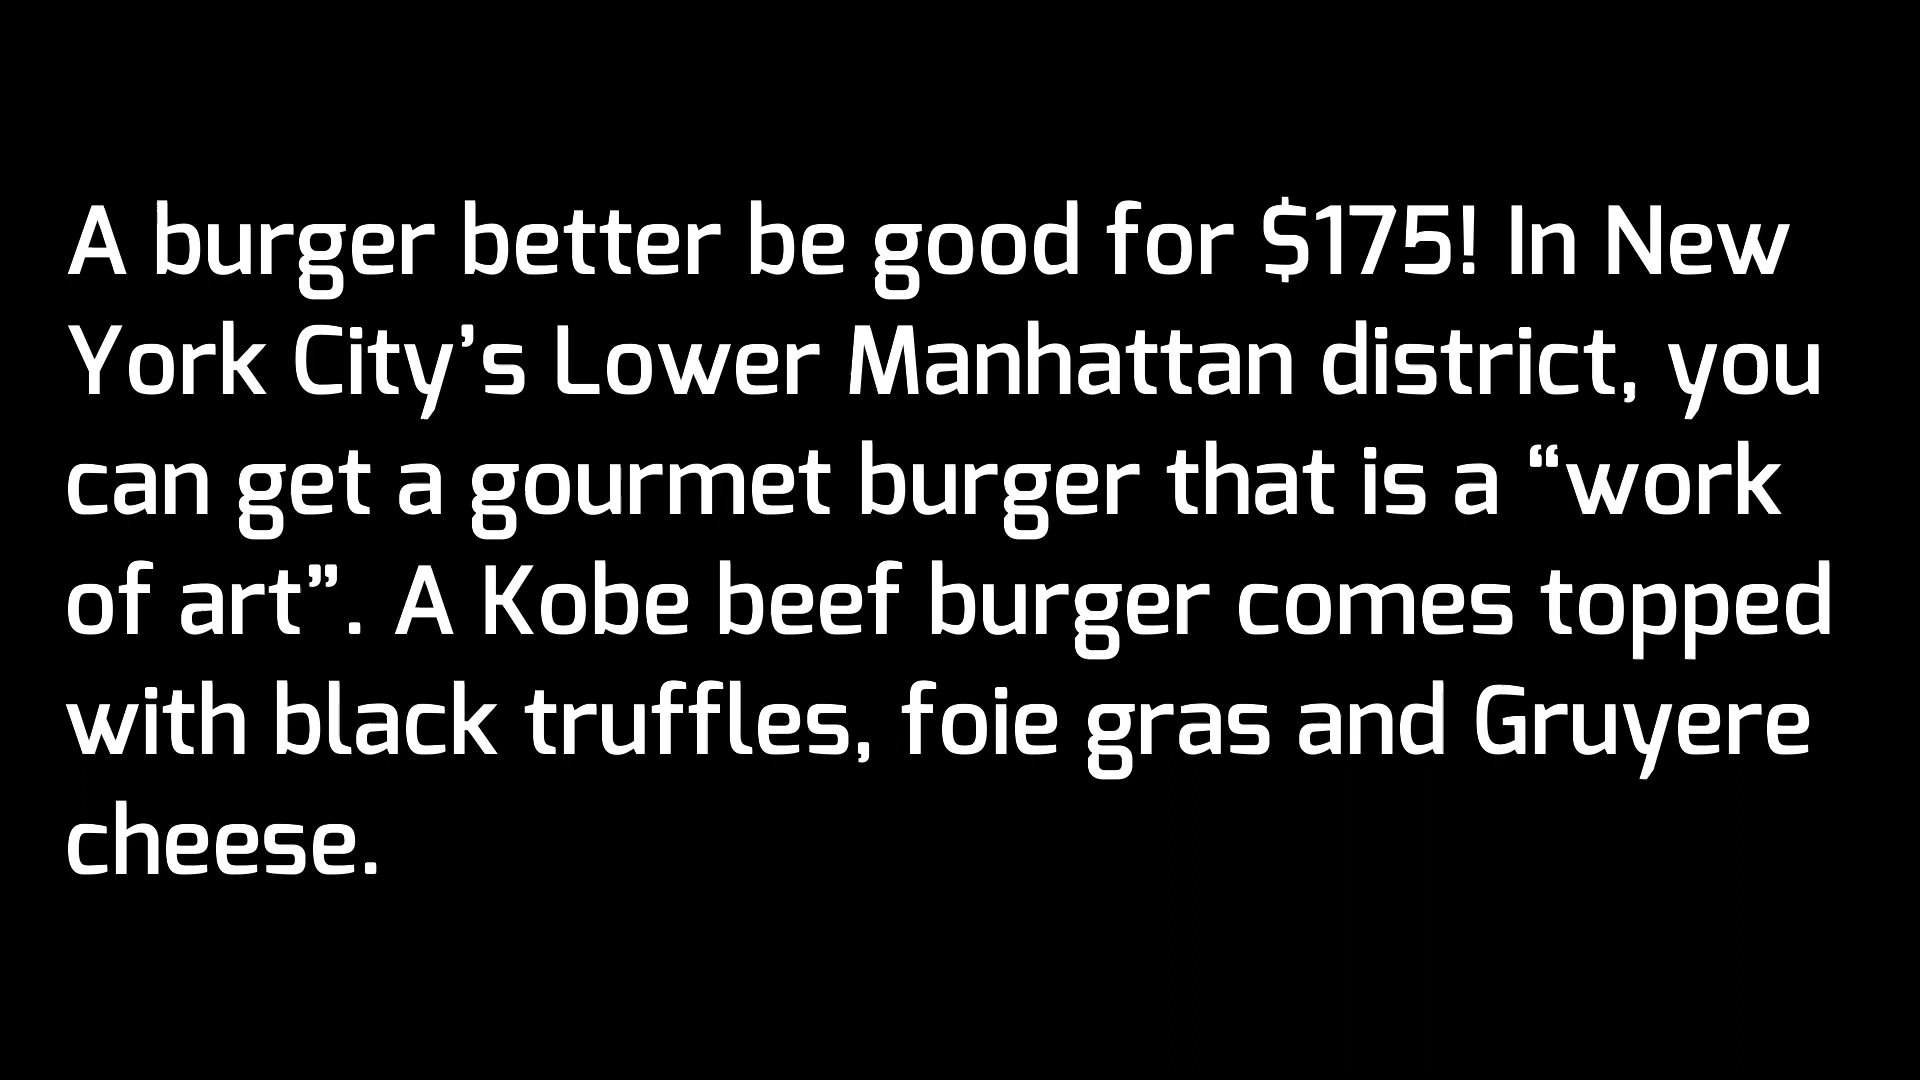 A burger better be good for $175! In New
York City’s Lower Manhattan district, you
can get a gourmet burger that is a “work
of art”. A Kobe beef burger comes topped
with black truffles, foie gras and Gruyere
cheese.